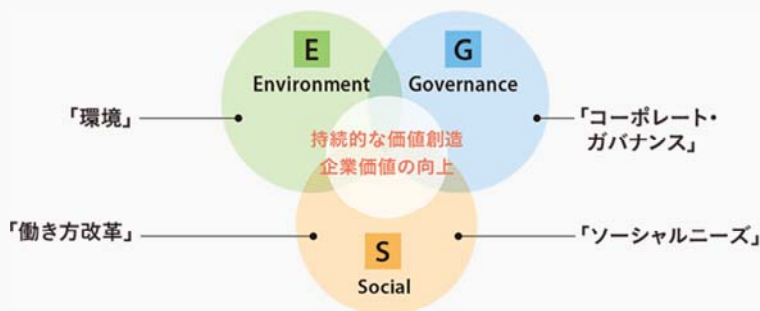 E
Environment
G
Governance
「環境」
「コーポレート・
ガバナンス」
持続的な価値創造
企業価値の向上
「働き方改革」
「ソーシャルニーズ」
S
Social